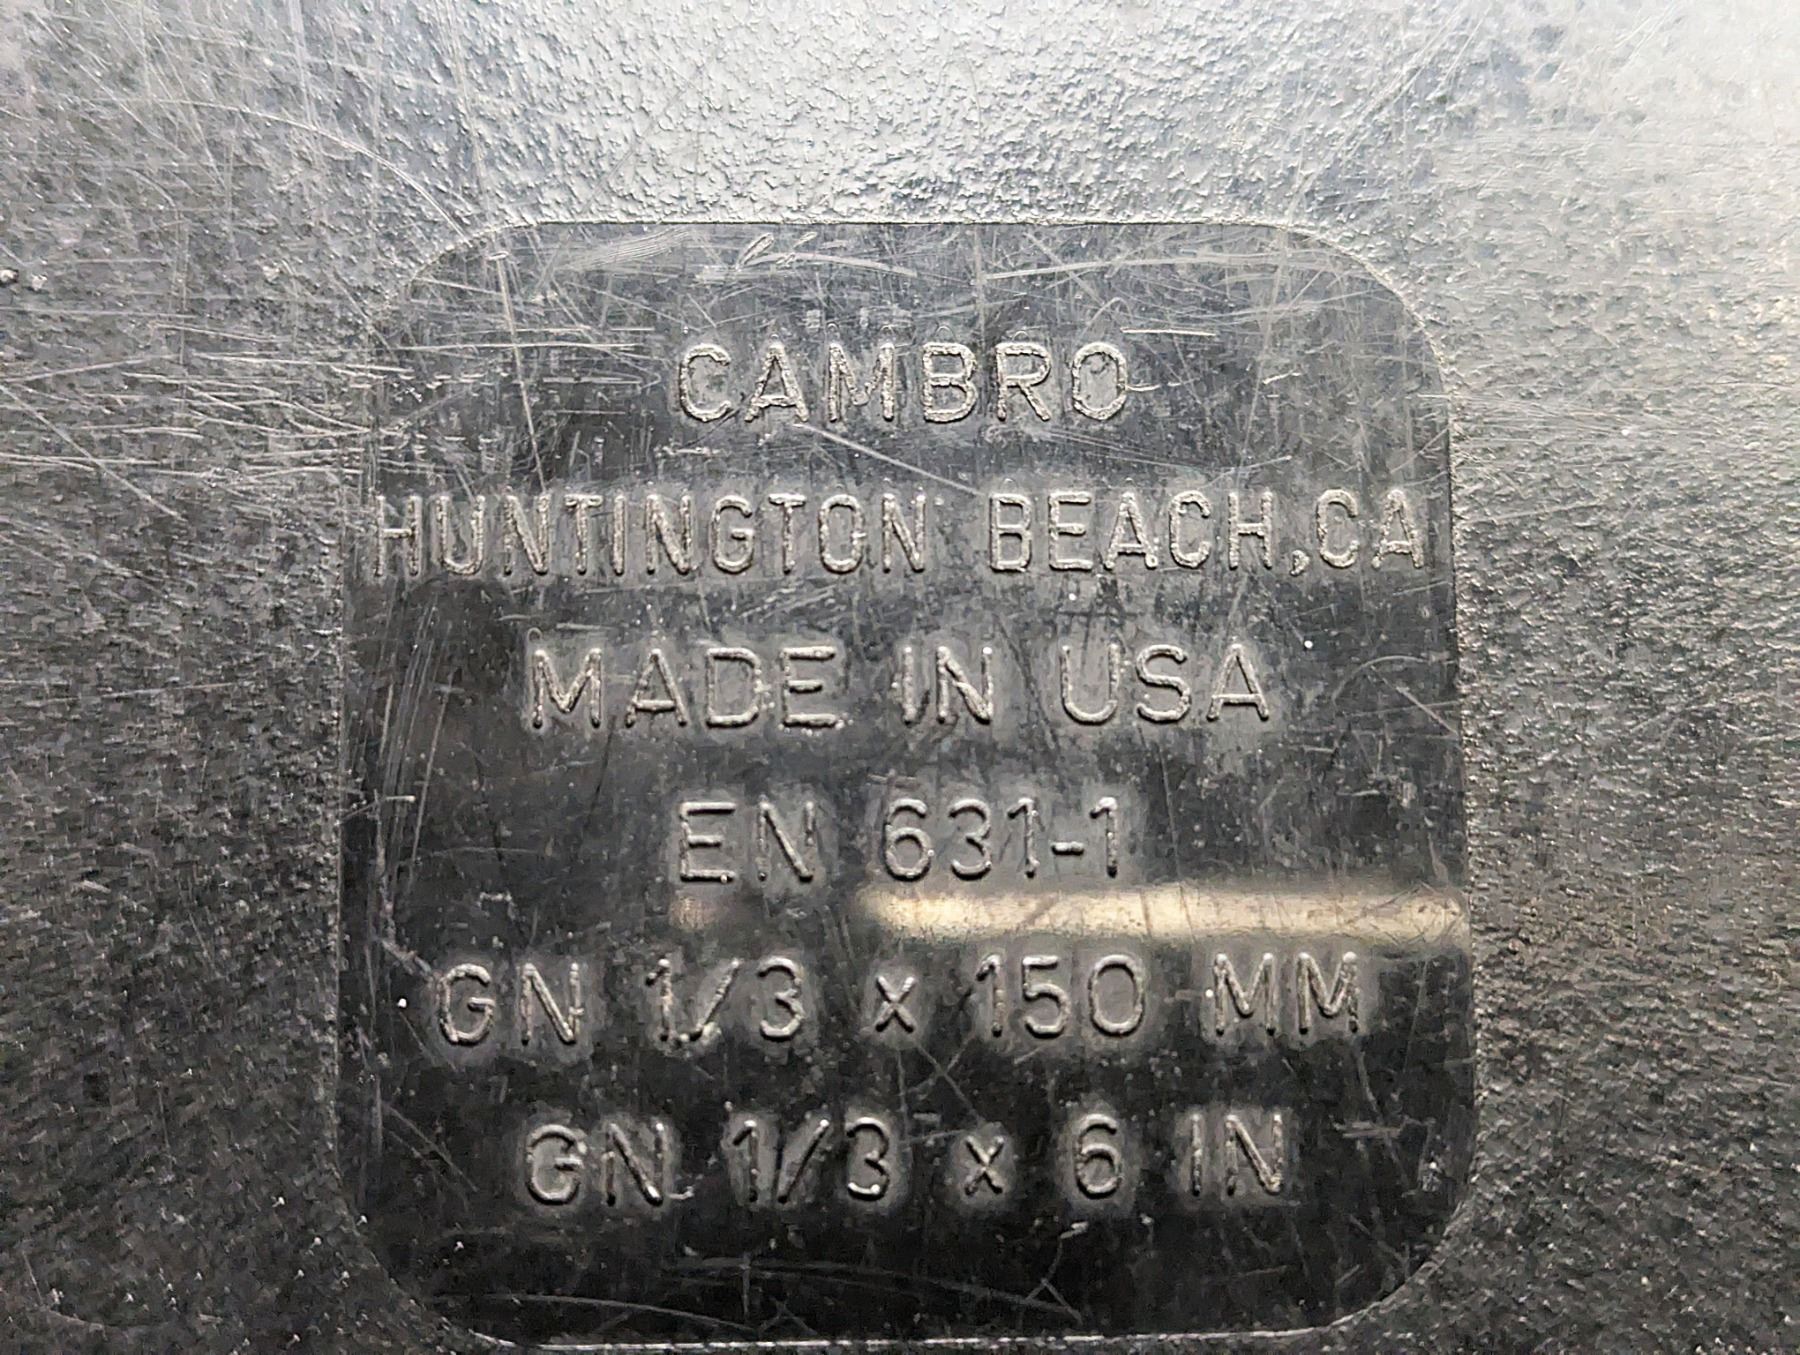 CAMBRO
HUNTINGTON BEACH, CA
MADE IN USA
EN 631-1
GN 1/3 x 150 MM
GN 1/3 x 6 IN